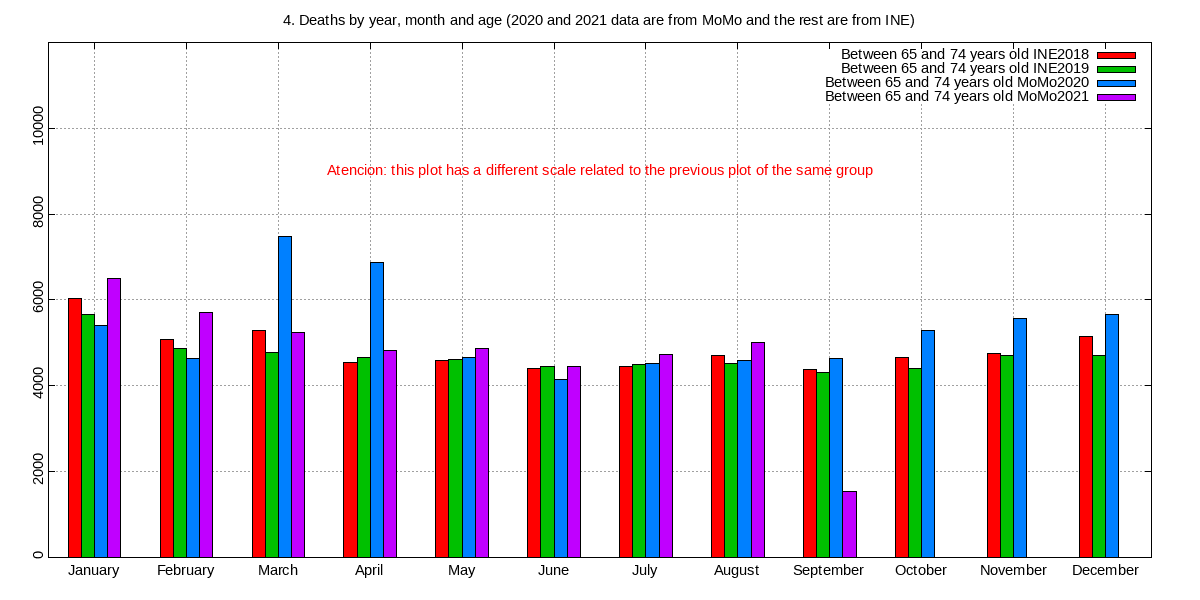 4. Deaths by year, month and age (2020 and 2021 data are from MoMo and the rest are from INE)
Between 65 and 74 years old INE2018
Between 65 and 74 years old INE2019
Between 65 and 74 years old MoMo2020
Between 65 and 74 years old MoMo2021
Atencion: this plot has a different scale related to the previous plot of the same group
10000
8000
6000
4000
2000
0
January February March April May June July August September October November December